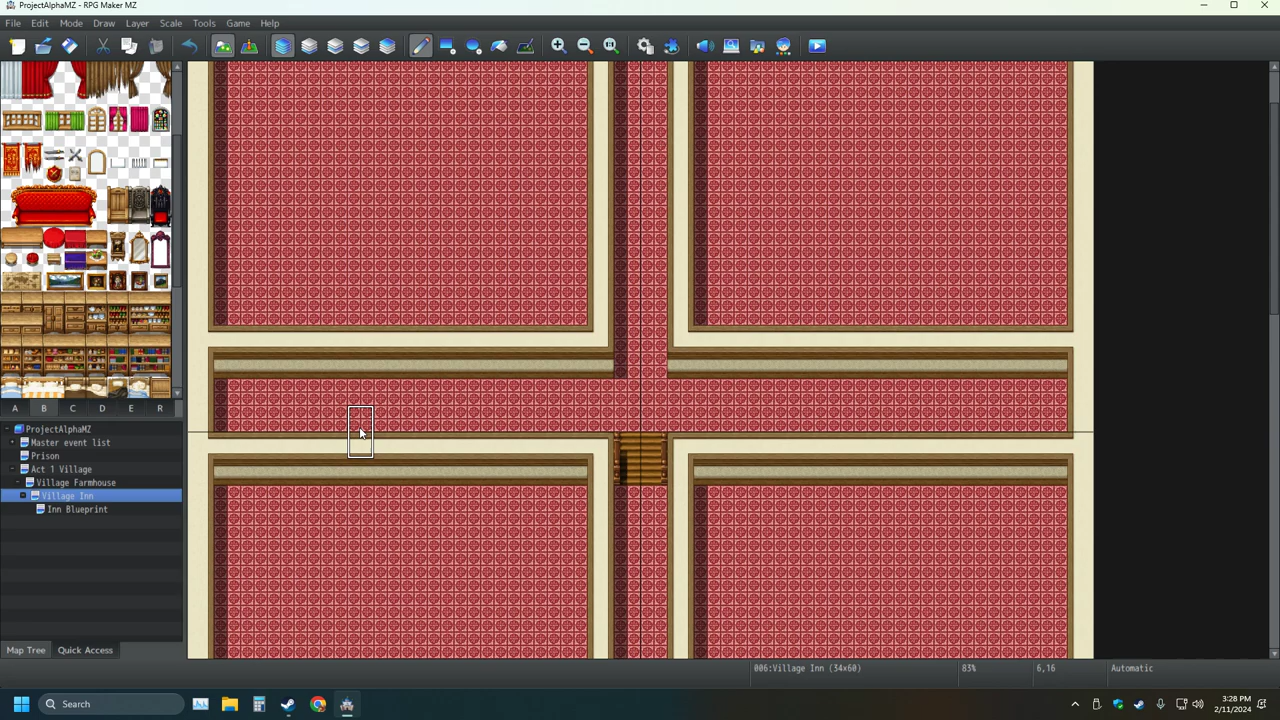 ProjectAlphaMZ - RPG Maker MZ
File Edit Mode Draw Layer Scale Tools Game Help
A B C D E R
ProjectAlphaMZ
Master event list
Prison
Act 1 Village
Village Farmhouse
Village Inn
Inn Blueprint
Map Tree Quick Access
006:Village Inn (34×60) 83% 6,16 Automatic
Search
3:28 PM
2/11/2024